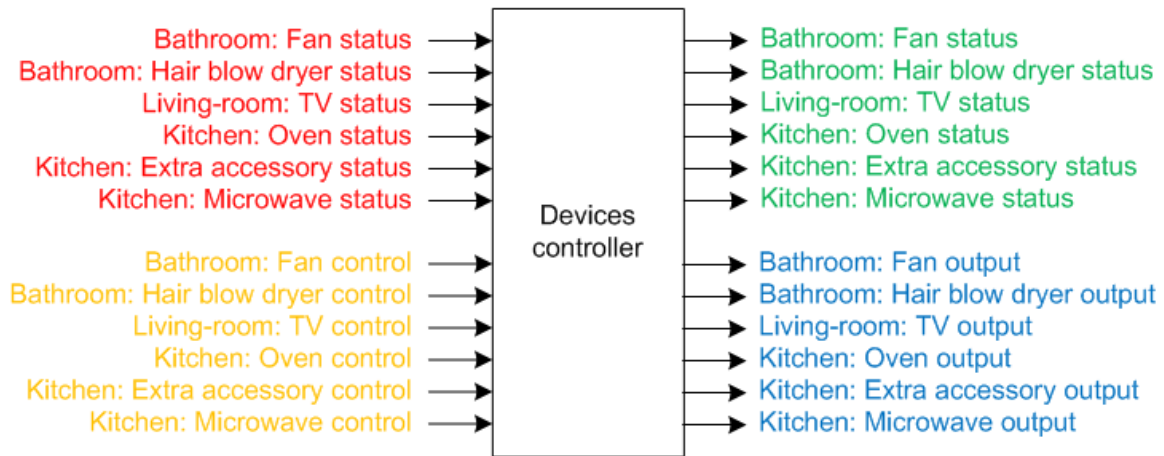 Bathroom: Fan status
Bathroom: Hair blow dryer status
Living-room: TV status
Kitchen: Oven status
Kitchen: Extra accessory status
Kitchen: Microwave status
Bathroom: Fan control
Bathroom: Hair blow dryer control
Living-room: TV control
Kitchen: Oven control
Kitchen: Extra accessory control
Kitchen: Microwave control
Devices
controller
Bathroom: Fan status
Bathroom: Hair blow dryer status
Living-room: TV status
Kitchen: Oven status
Kitchen: Extra accessory status
Kitchen: Microwave status
Bathroom: Fan output
Bathroom: Hair blow dryer output
Living-room: TV output
Kitchen: Oven output
Kitchen: Extra accessory output
Kitchen: Microwave output